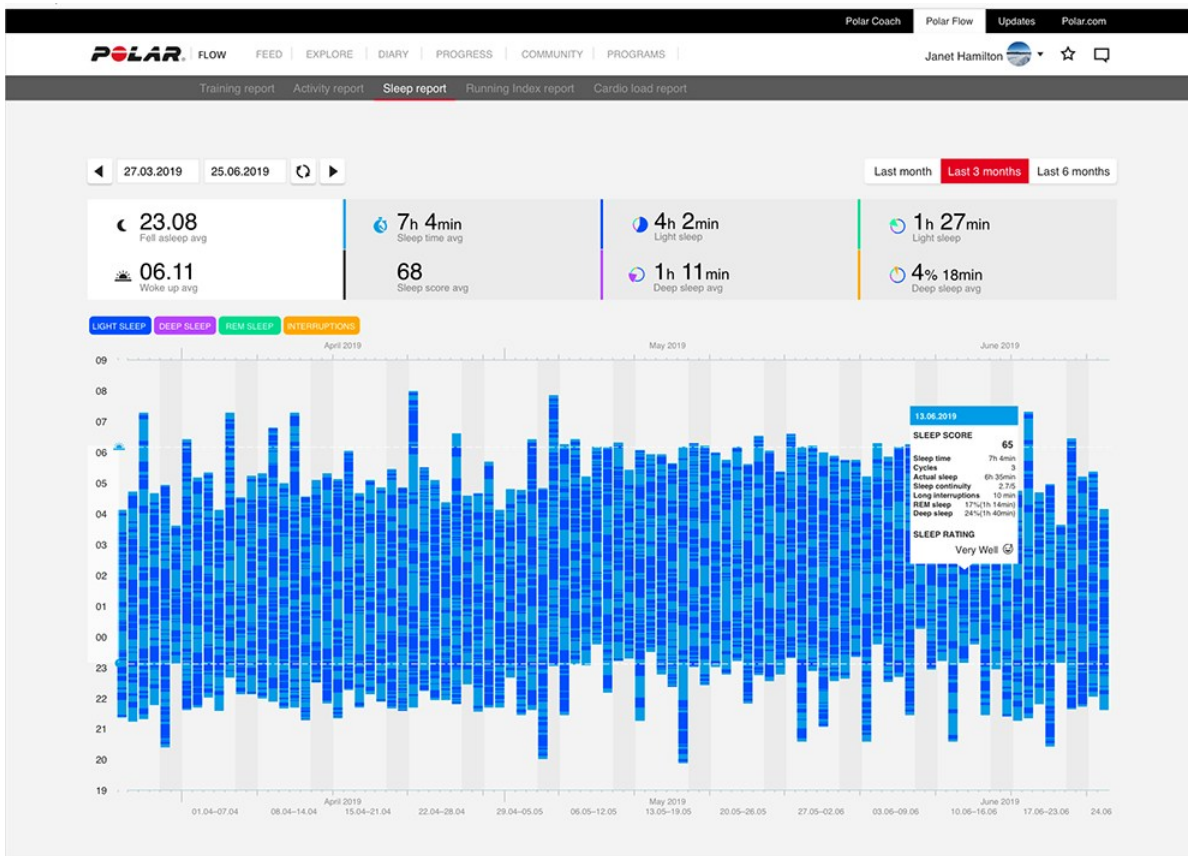 Polar Coach Polar Flow Updates Polar.com
POLAR. FLOW FEED EXPLORE DIARY PROGRESS COMMUNITY PROGRAMS Janet Hamilton
Training report Activity report Sleep report Running Index report Cardio load report
27.03.2019 25.06.2019 Last month Last 3 months Last 6 months
23.08 7h 4min 4h 2min 1h 27min
Fell asleep avg Sleep time avg Light sleep Light sleep
06.11 68 1h 11min 4% 18min
Woke up avg Sleep score avg Deep sleep avg Deep sleep avg
LIGHT SLEEP DEEP SLEEP REM SLEEP INTERRUPTIONS
April 2019 May 2019 June 2019
09
08
07
06
05
04
03
02
01
00
23
22
21
20
19
13.06.2019
SLEEP SCORE
65
Sleep time 7h 4min
Cycles 3
Actual sleep 6h 35min
Sleep continuity 2.7/5
Long interruptions 10 min
REM sleep 17%(1h 14min)
Deep sleep 24%(1h 40min)
SLEEP RATING
Very Well
April 2019 May 2019 June 2019
01.04–07.04 08.04–14.04 15.04–21.04 22.04–28.04 29.04–05.05 06.05–12.05 13.05–19.05 20.05–26.05 27.05–02.06 03.06–09.06 10.06–16.06 17.06–23.06 24.06